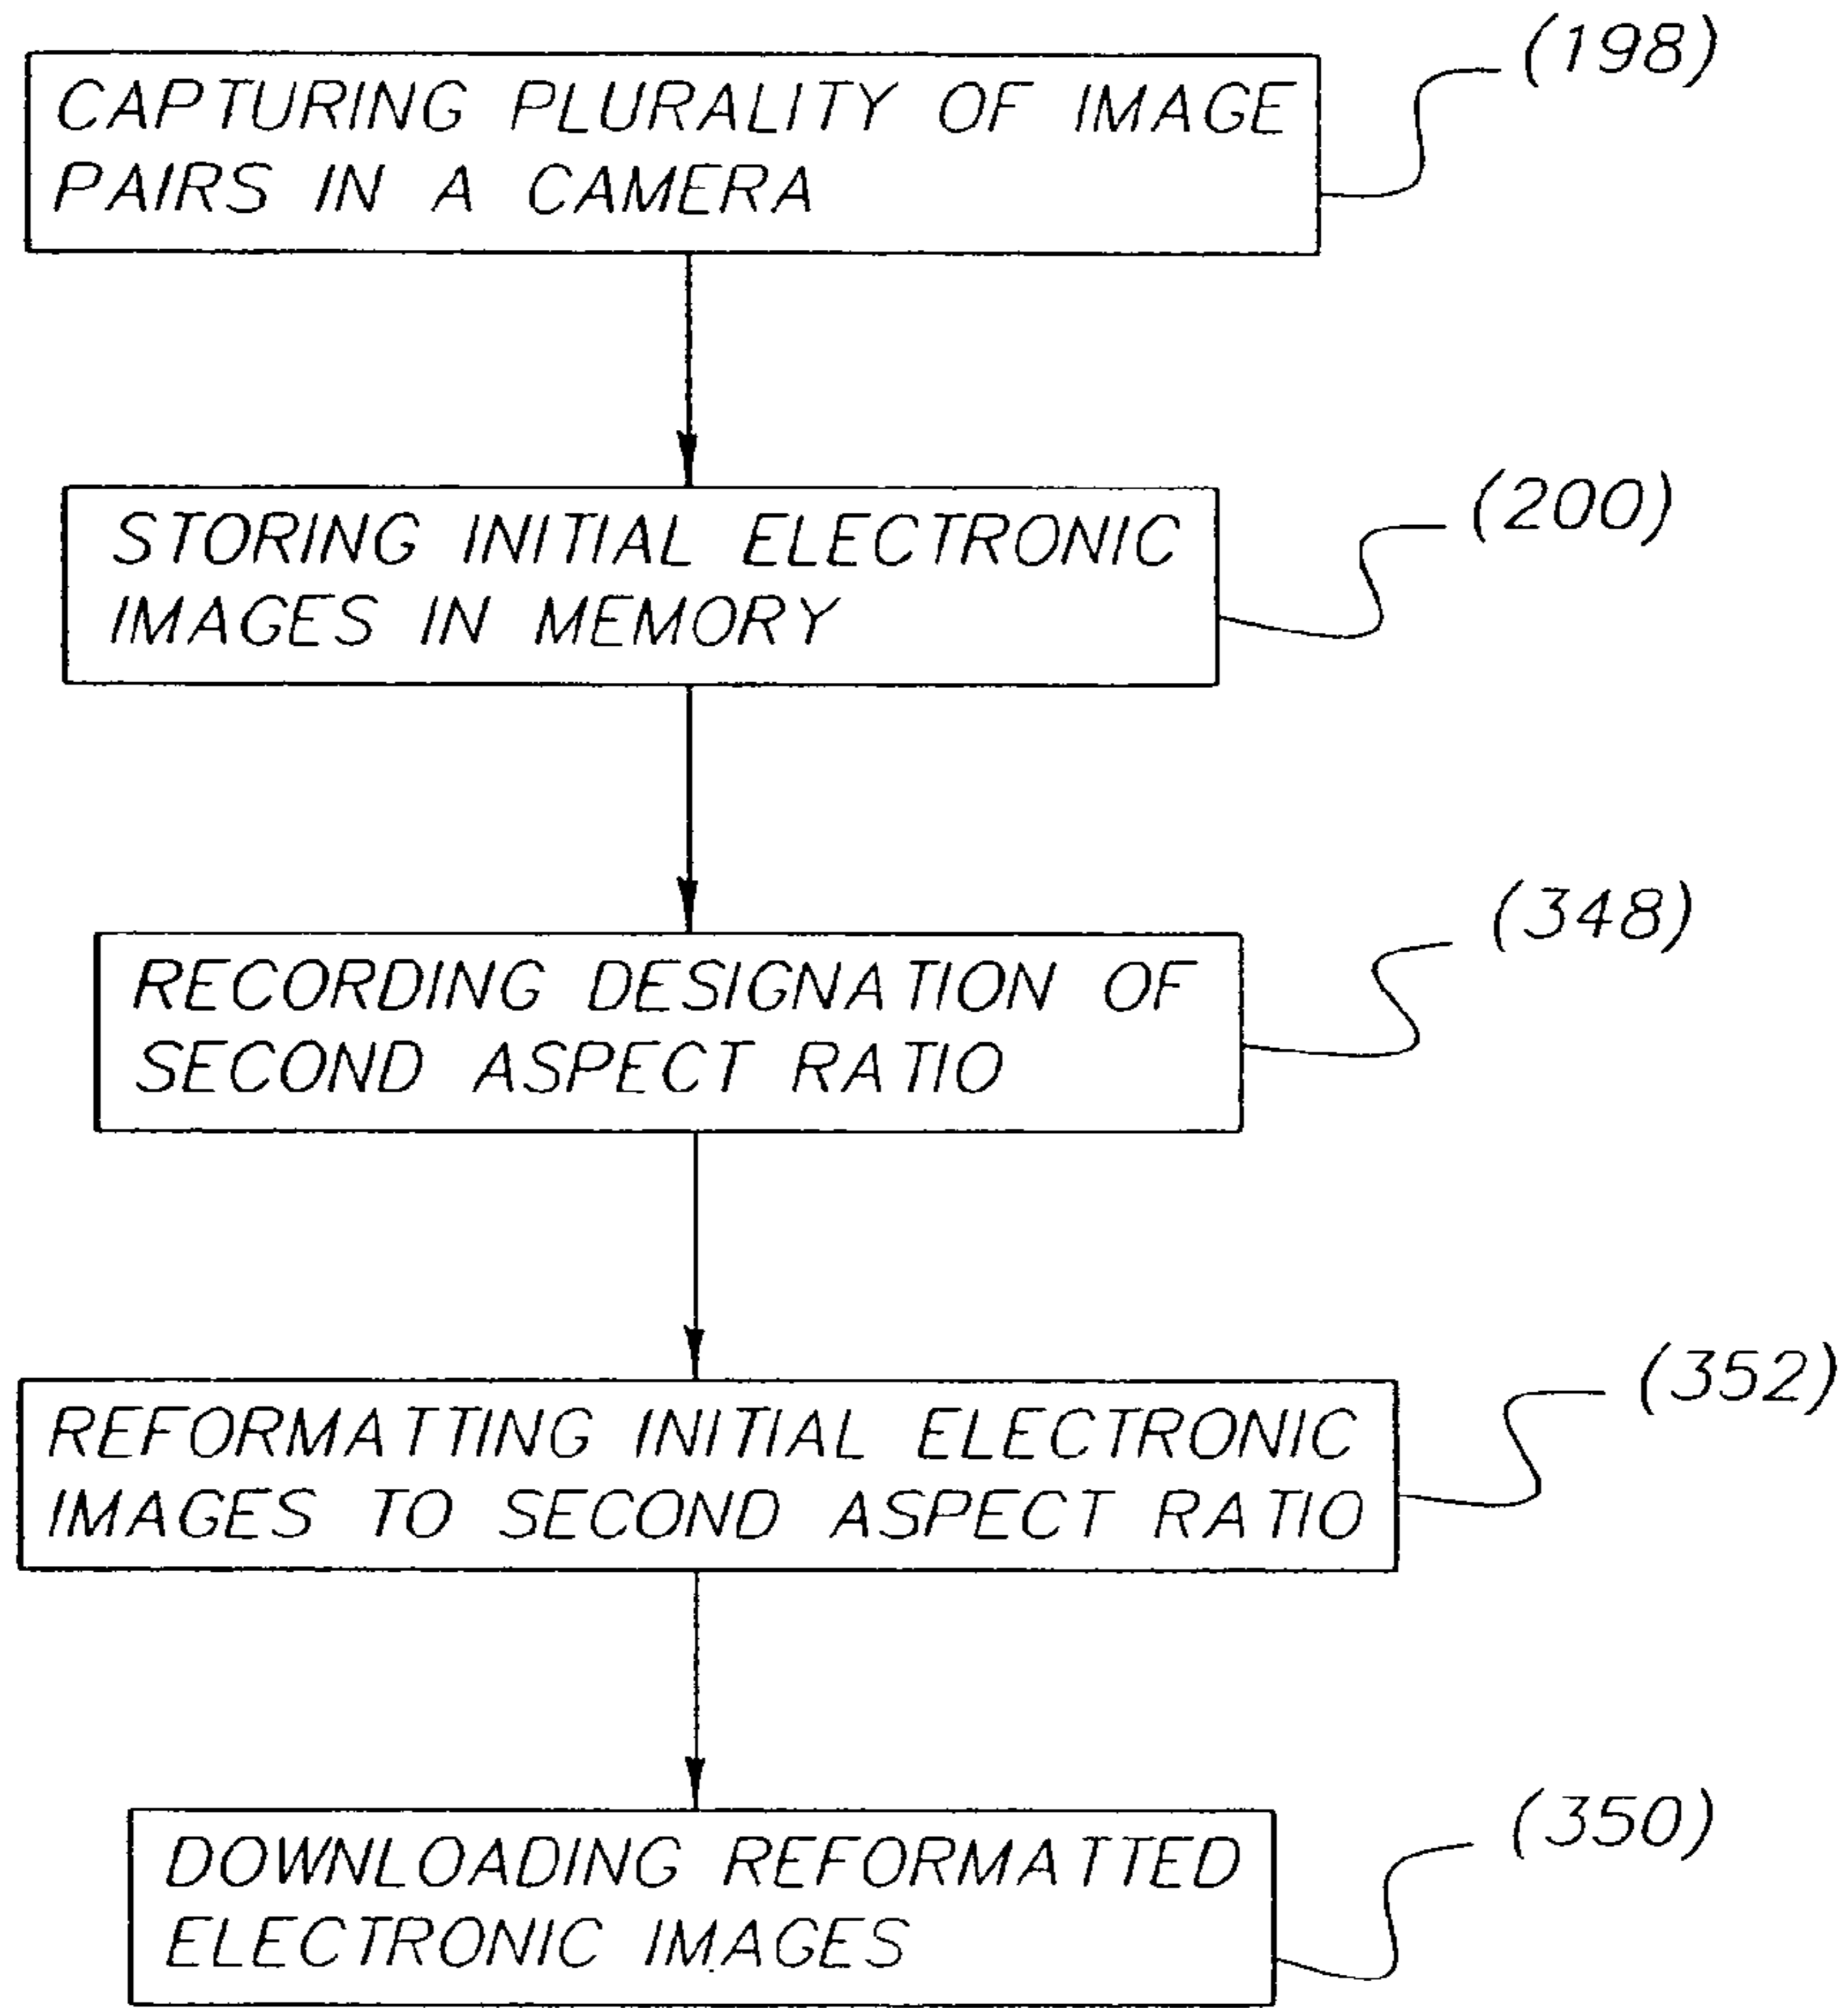 (198)
CAPTURING PLURALITY OF IMAGE
PAIRS IN A CAMERA
(200)
STORING INITIAL ELECTRONIC
IMAGES IN MEMORY
(348)
RECORDING DESIGNATION OF
SECOND ASPECT RATIO
(352)
REFORMATTING INITIAL ELECTRONIC
IMAGES TO SECOND ASPECT RATIO
(350)
DOWNLOADING REFORMATTED
ELECTRONIC IMAGES